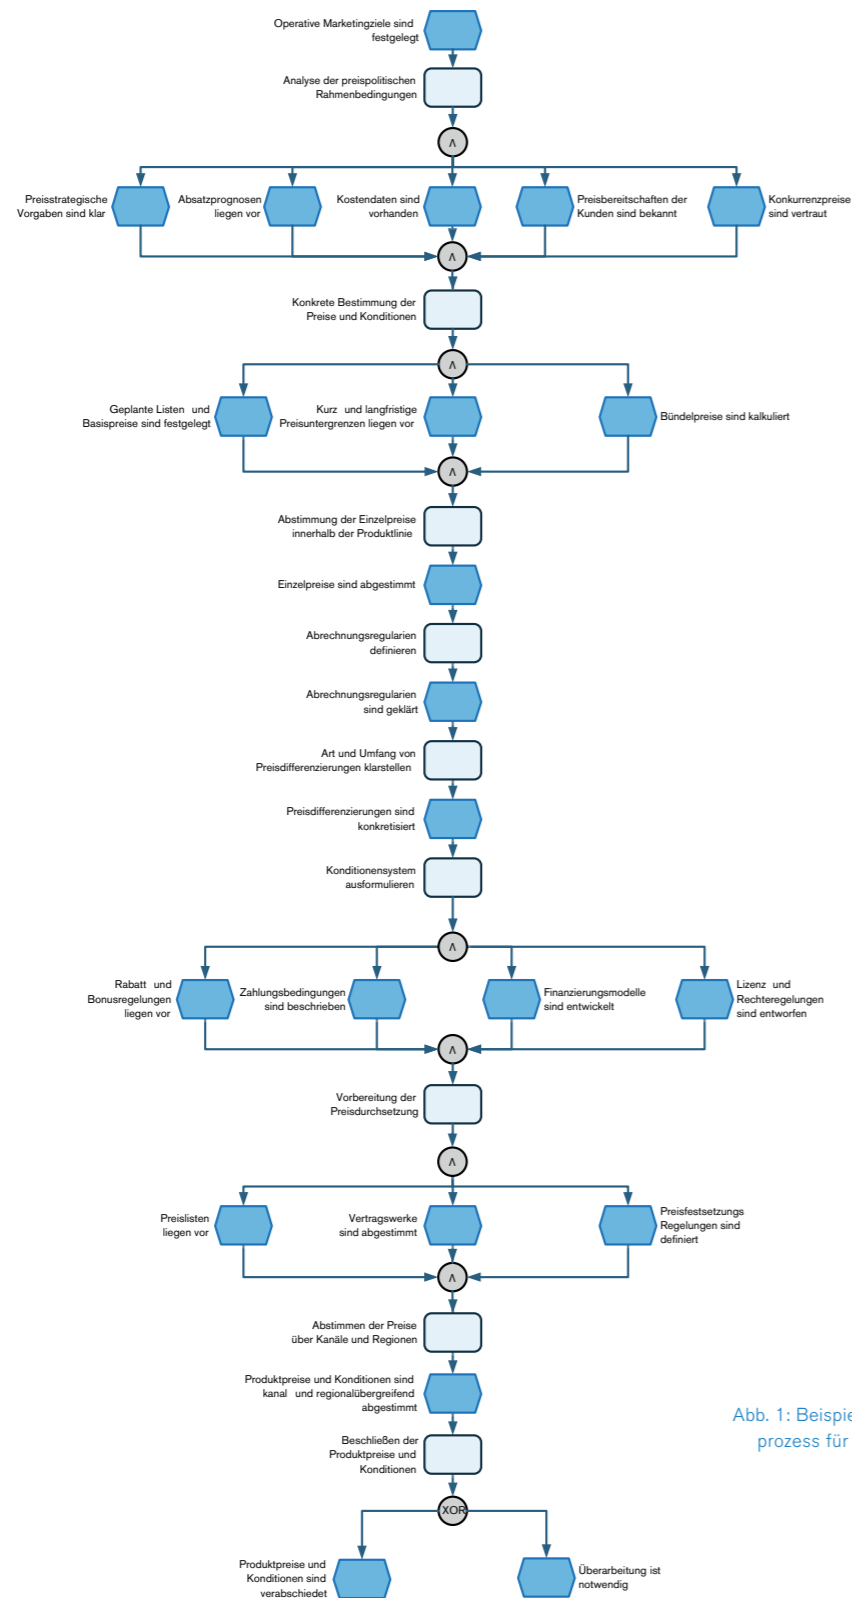 Operative Marketingziele sind
festgelegt
Analyse der preispolitischen
Rahmenbedingungen
∧
Preisstrategische
Vorgaben sind klar
Absatzprognosen
liegen vor
Kostendaten sind
vorhanden
Preisbereitschaften der
Kunden sind bekannt
Konkurrenzpreise
sind vertraut
∧
Konkrete Bestimmung der
Preise und Konditionen
∧
Geplante Listen und
Basispreise sind festgelegt
Kurz und langfristige
Preisuntergrenzen liegen vor
Bündelpreise sind kalkuliert
∧
Abstimmung der Einzelpreise
innerhalb der Produktlinie
Einzelpreise sind abgestimmt
Abrechnungsregularien
definieren
Abrechnungsregularien
sind geklärt
Art und Umfang von
Preisdifferenzierungen klarstellen
Preisdifferenzierungen sind
konkretisiert
Konditionensystem
ausformulieren
∧
Rabatt und
Bonusregelungen
liegen vor
Zahlungsbedingungen
sind beschrieben
Finanzierungsmodelle
sind entwickelt
Lizenz und
Rechteregelungen
sind entworfen
∧
Vorbereitung der
Preisdurchsetzung
∧
Preislisten
liegen vor
Vertragswerke
sind abgestimmt
Preisfestsetzungs
Regelungen sind
definiert
∧
Abstimmen der Preise
über Kanäle und Regionen
Produktpreise und Konditionen sind
kanal und regionalübergreifend
abgestimmt
Abb. 1: Beispie
prozess für
Beschließen der
Produktpreise und
Konditionen
XOR
Produktpreise und
Konditionen sind
verabschiedet
Überarbeitung ist
notwendig